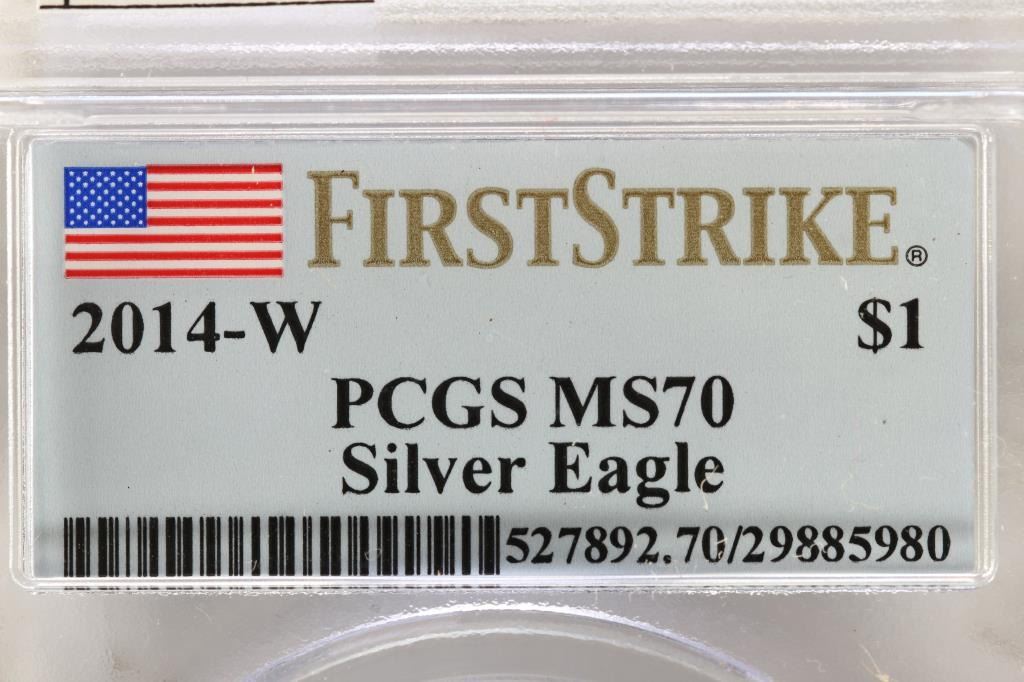 FIRSTSTRIKE®
2014-W $1
PCGS MS70
Silver Eagle
527892.70/29885980